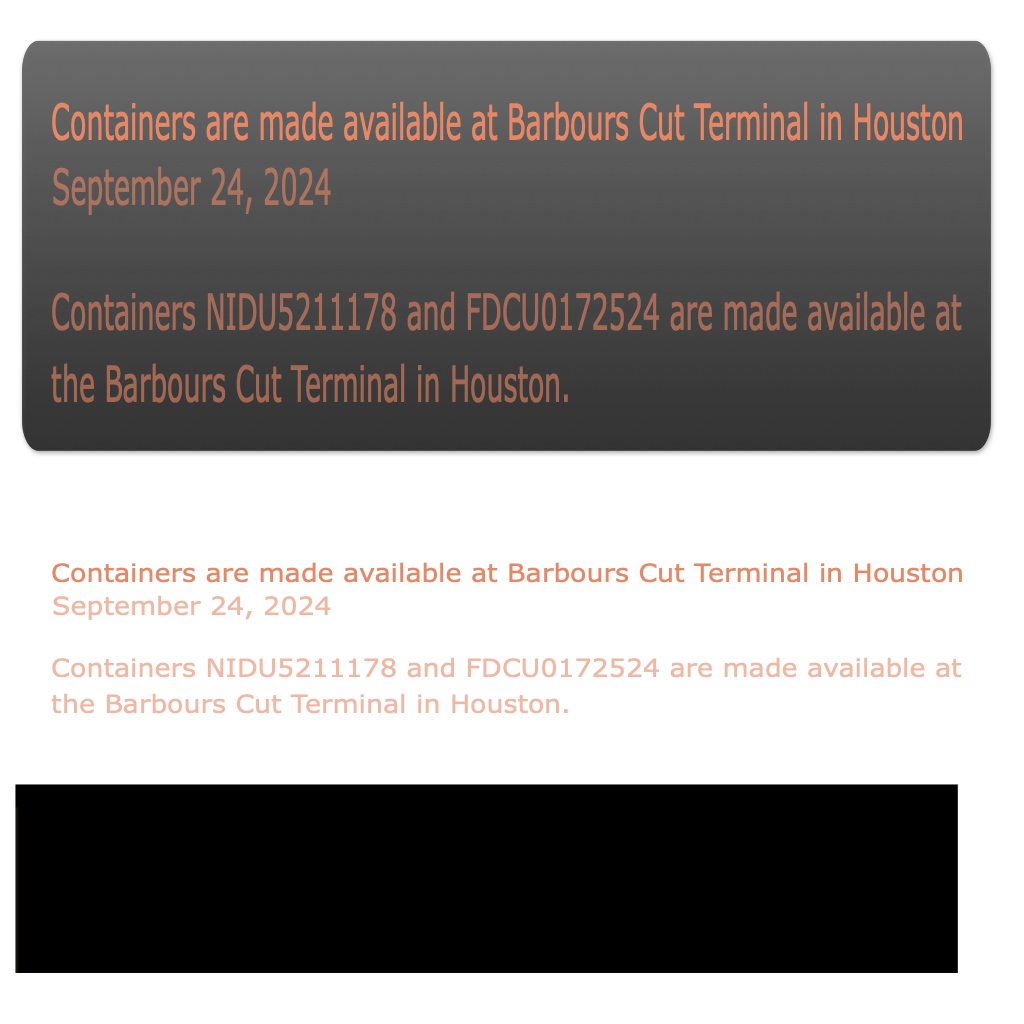 Containers are made available at Barbours Cut Terminal in Houston
September 24, 2024
Containers NIDU5211178 and FDCU0172524 are made available at
the Barbours Cut Terminal in Houston.
Containers are made available at Barbours Cut Terminal in Houston
September 24, 2024
Containers NIDU5211178 and FDCU0172524 are made available at
the Barbours Cut Terminal in Houston.